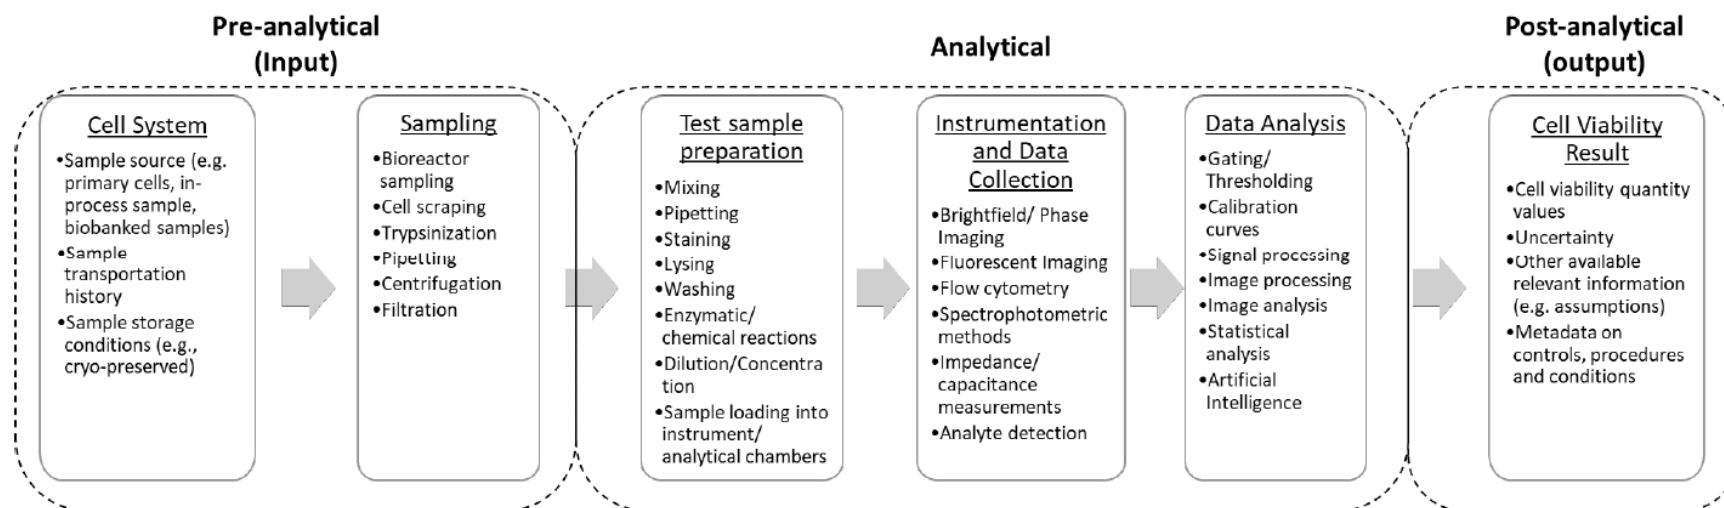 Pre-analytical
(Input)
Analytical
Post-analytical
(output)
Cell System
•Sample source (e.g.
primary cells, in-
process sample,
biobanked samples)
•Sample
transportation
history
•Sample storage
conditions (e.g.,
cryo-preserved)
Sampling
•Bioreactor
sampling
•Cell scraping
•Trypsinization
•Pipetting
•Centrifugation
•Filtration
Test sample
preparation
•Mixing
•Pipetting
•Staining
•Lysing
•Washing
•Enzymatic/
chemical reactions
•Dilution/Concentra
tion
•Sample loading into
instrument/
analytical chambers
Instrumentation
and Data
Collection
•Brightfield/ Phase
Imaging
•Fluorescent Imaging
•Flow cytometry
•Spectrophotometric
methods
•Impedance/
capacitance
measurements
•Analyte detection
Data Analysis
•Gating/
Thresholding
•Calibration
curves
•Signal processing
•Image processing
•Image analysis
•Statistical
analysis
•Artificial
Intelligence
Cell Viability
Result
•Cell viability quantity
values
•Uncertainty
•Other available
relevant information
(e.g. assumptions)
•Metadata on
controls, procedures
and conditions